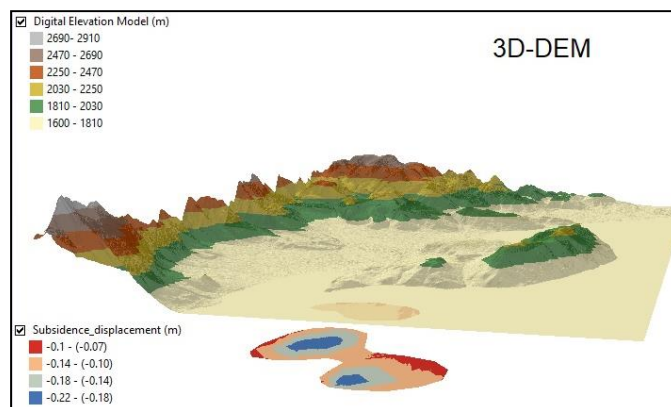 Digital Elevation Model (m)
2690- 2910
2470 - 2690
2250 - 2470
2030 - 2250
1810 - 2030
1600 - 1810
3D-DEM
Subsidence_displacement (m)
-0.1 - (-0.07)
-0.14 - (-0.10)
-0.18 - (-0.14)
-0.22 - (-0.18)